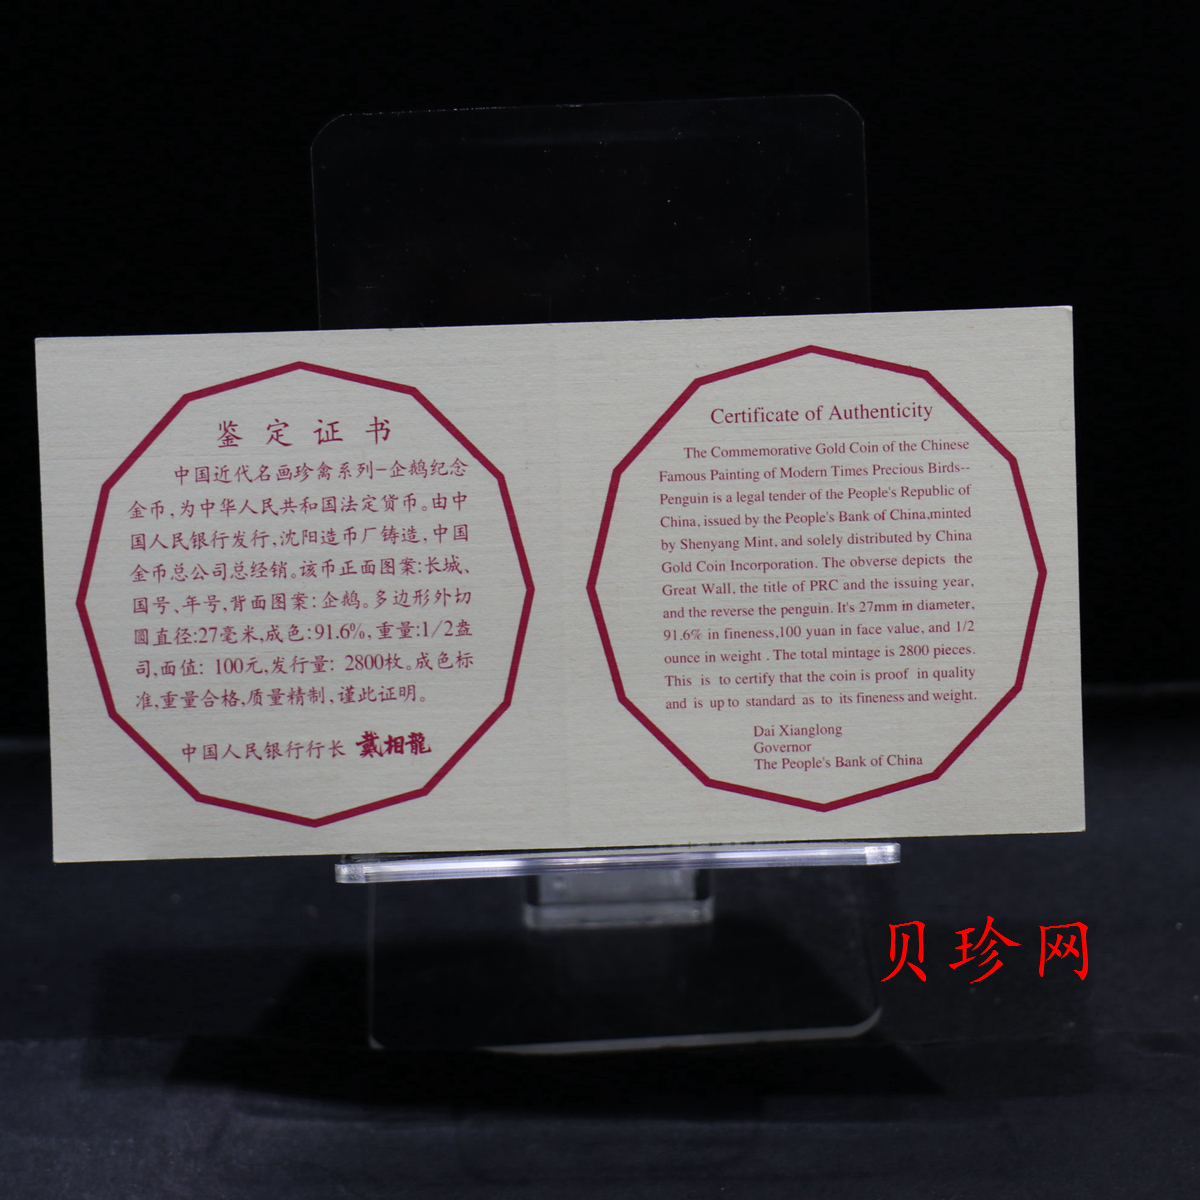 鉴定证书
中国近代名画珍禽系列-企鹅纪念
金币,为中华人民共和国法定货币。由中
国人民银行发行,沈阳造币厂铸造,中国
金币总公司总经销。该币正面图案:长城、
国号、年号,背面图案:企鹅。多边形外切
圆直径:27毫米,成色:91.6%,重量:1/2盎
司,面值: 100元,发行量: 2800枚。成色标
准,重量合格,质量精制,谨此证明。
中国人民银行行长 戴相龍
Certificate of Authenticity
The Commemorative Gold Coin of the Chinese
Famous Painting of Modern Times Precious Birds--
Penguin is a legal tender of the People's Republic of
China, issued by the People's Bank of China,minted
by Shenyang Mint, and solely distributed by China
Gold Coin Incorporation. The obverse depicts the
Great Wall, the title of PRC and the issuing year,
and the reverse the penguin. It's 27mm in diameter,
91.6% in fineness,100 yuan in face value, and 1/2
ounce in weight . The total mintage is 2800 pieces.
This is to certify that the coin is proof in quality
and is up to standard as to its fineness and weight.
Dai Xianglong
Governor
The People's Bank of China
贝珍网